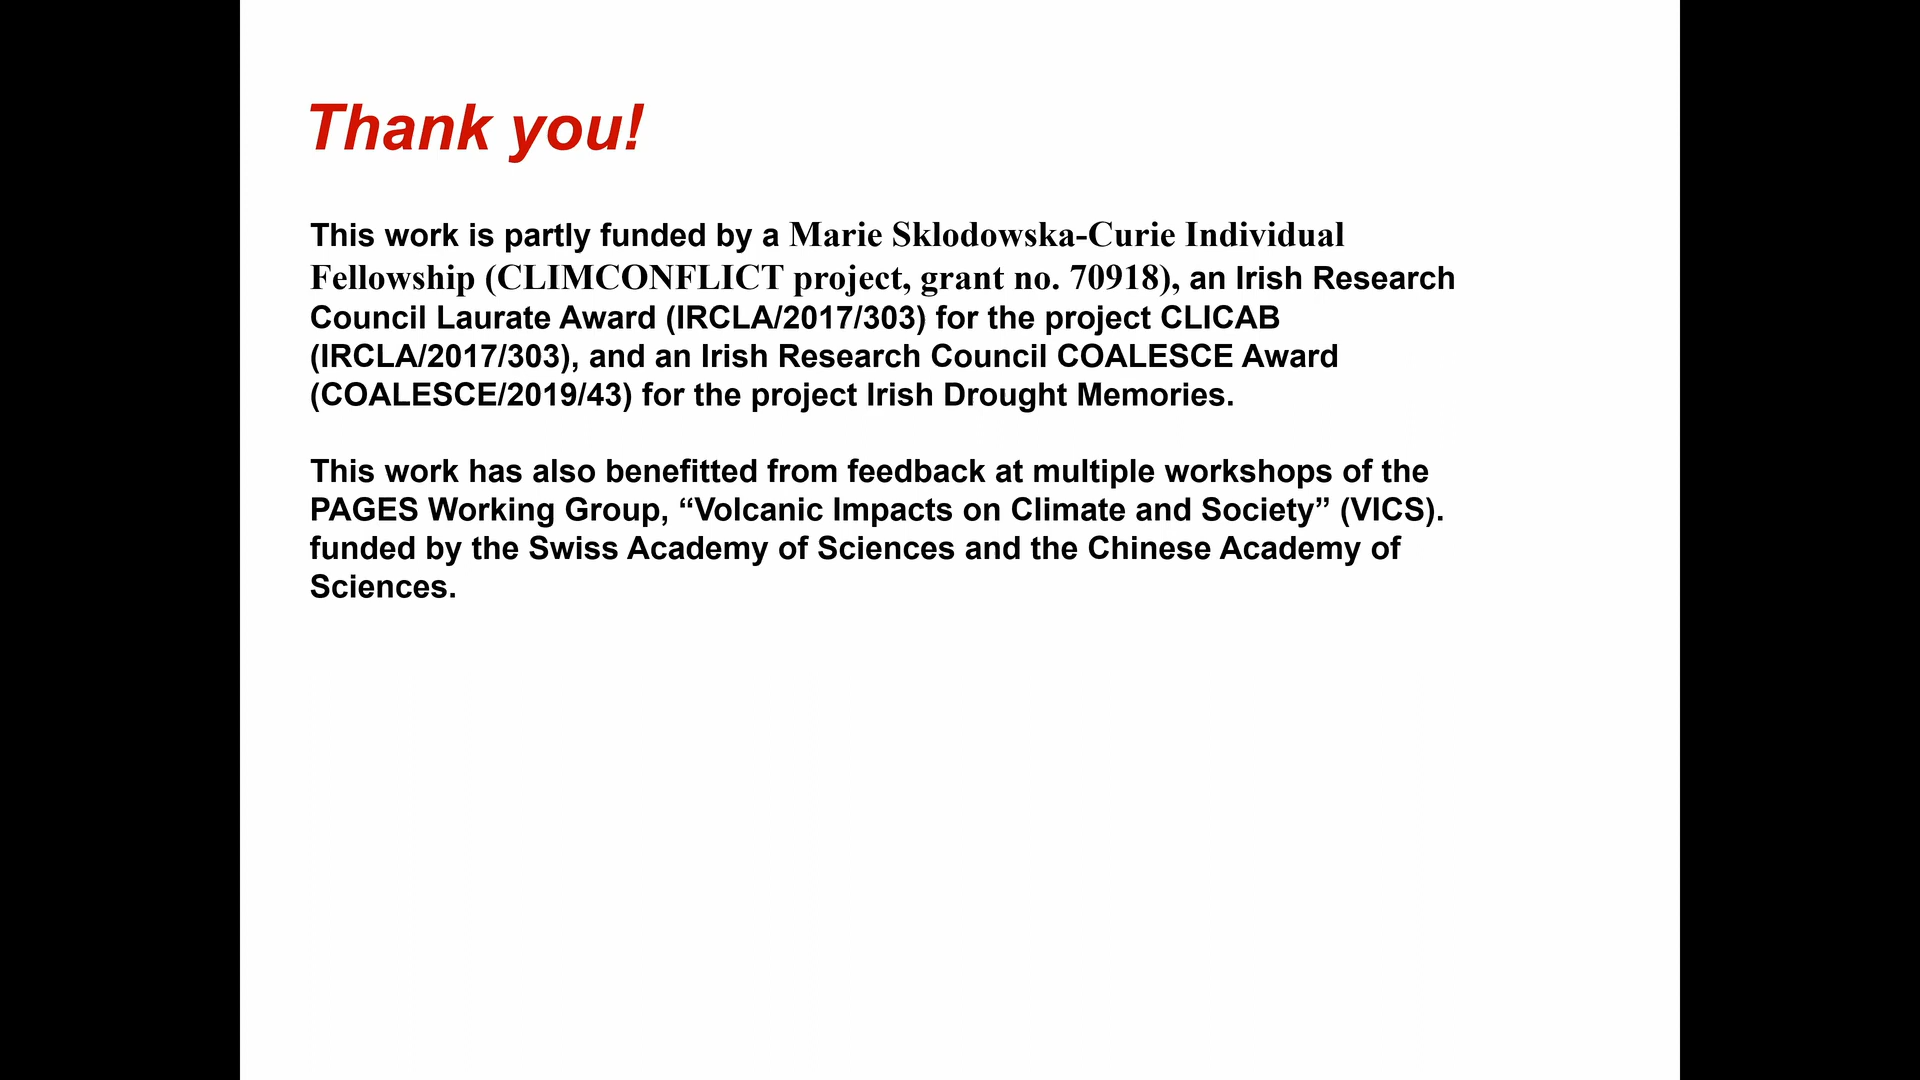 Thank you!
This work is partly funded by a Marie Sklodowska-Curie Individual
Fellowship (CLIMCONFLICT project, grant no. 70918), an Irish Research
Council Laurate Award (IRCLA/2017/303) for the project CLICAB
(IRCLA/2017/303), and an Irish Research Council COALESCE Award
(COALESCE/2019/43) for the project Irish Drought Memories.
This work has also benefitted from feedback at multiple workshops of the
PAGES Working Group, “Volcanic Impacts on Climate and Society” (VICS).
funded by the Swiss Academy of Sciences and the Chinese Academy of
Sciences.